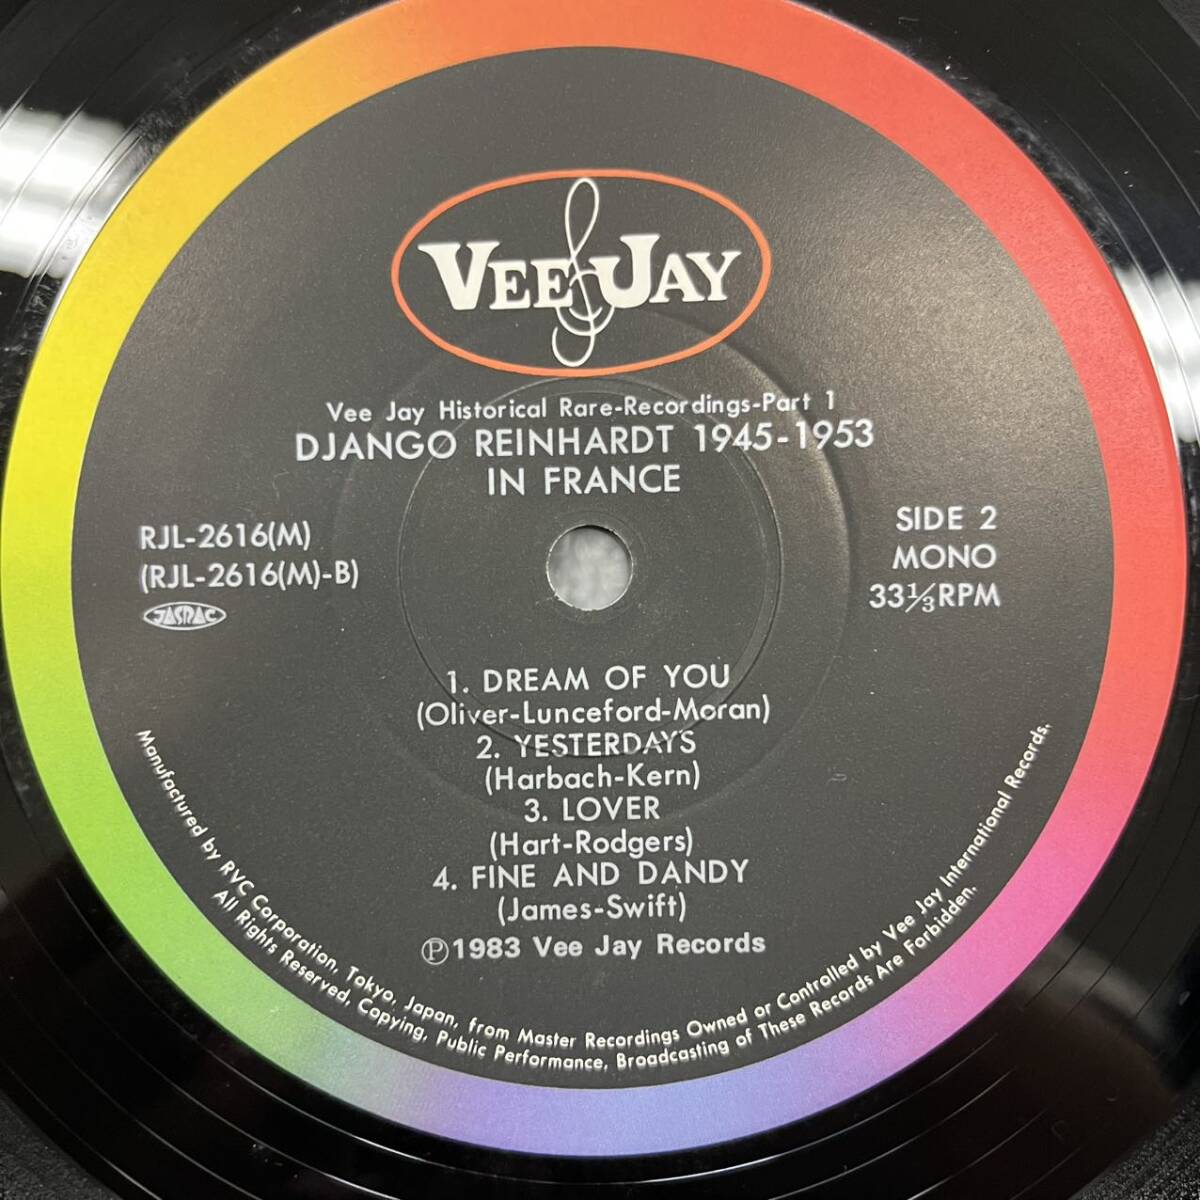 VEE JAY
Vee Jay Historical Rare-Recordings-Part 1
DJANGO REINHARDT 1945-1953
IN FRANCE
RJL-2616(M)
(RJL-2616(M)-B)
JASRAC
SIDE 2
MONO
33⅓RPM
1. DREAM OF YOU
(Oliver-Lunceford-Moran)
2. YESTERDAYS
(Harbach-Kern)
3. LOVER
(Hart-Rodgers)
4. FINE AND DANDY
(James-Swift)
Ⓟ1983 Vee Jay Records
Manufactured by RVC Corporation, Tokyo, Japan, from Master Recordings Owned or Controlled by Vee Jay International Records.
All Rights Reserved, Copying, Public Performance, Broadcasting of These Records Are Forbidden.